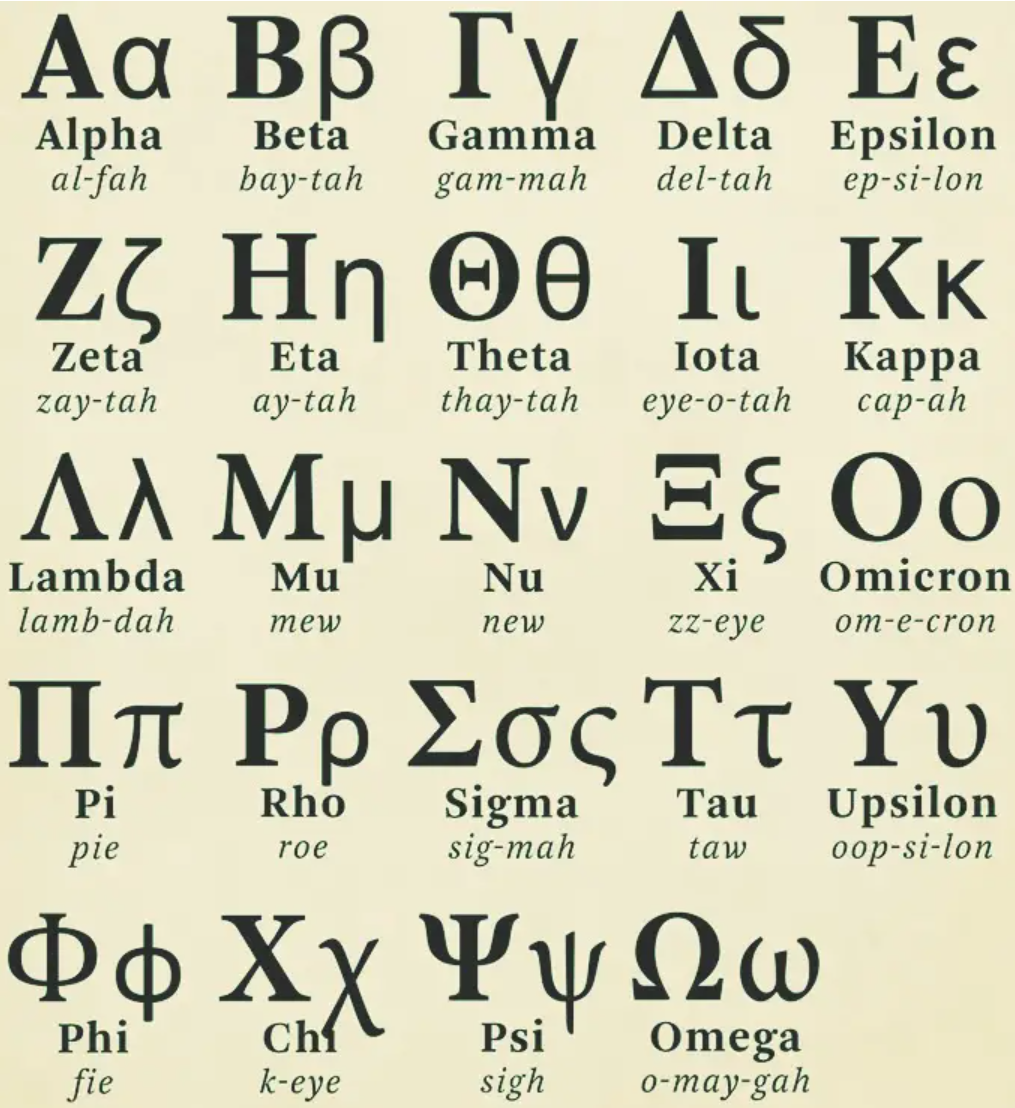 Αα Ββ Γγ Δδ Εε
Alpha Beta Gamma Delta Epsilon
al-fah bay-tah gam-mah del-tah ep-si-lon
Ζζ Ηη Θθ Ιι Κκ
Zeta Eta Theta Iota Kappa
zay-tah ay-tah thay-tah eye-o-tah cap-ah
Λλ Μμ Νν Ξξ Οο
Lambda Mu Nu Xi Omicron
lamb-dah mew new zz-eye om-e-cron
Ππ Ρρ Σσς Ττ Υυ
Pi Rho Sigma Tau Upsilon
pie roe sig-mah taw oop-si-lon
Φϕ Χχ Ψψ Ωω
Phi Chi Psi Omega
fie k-eye sigh o-may-gah